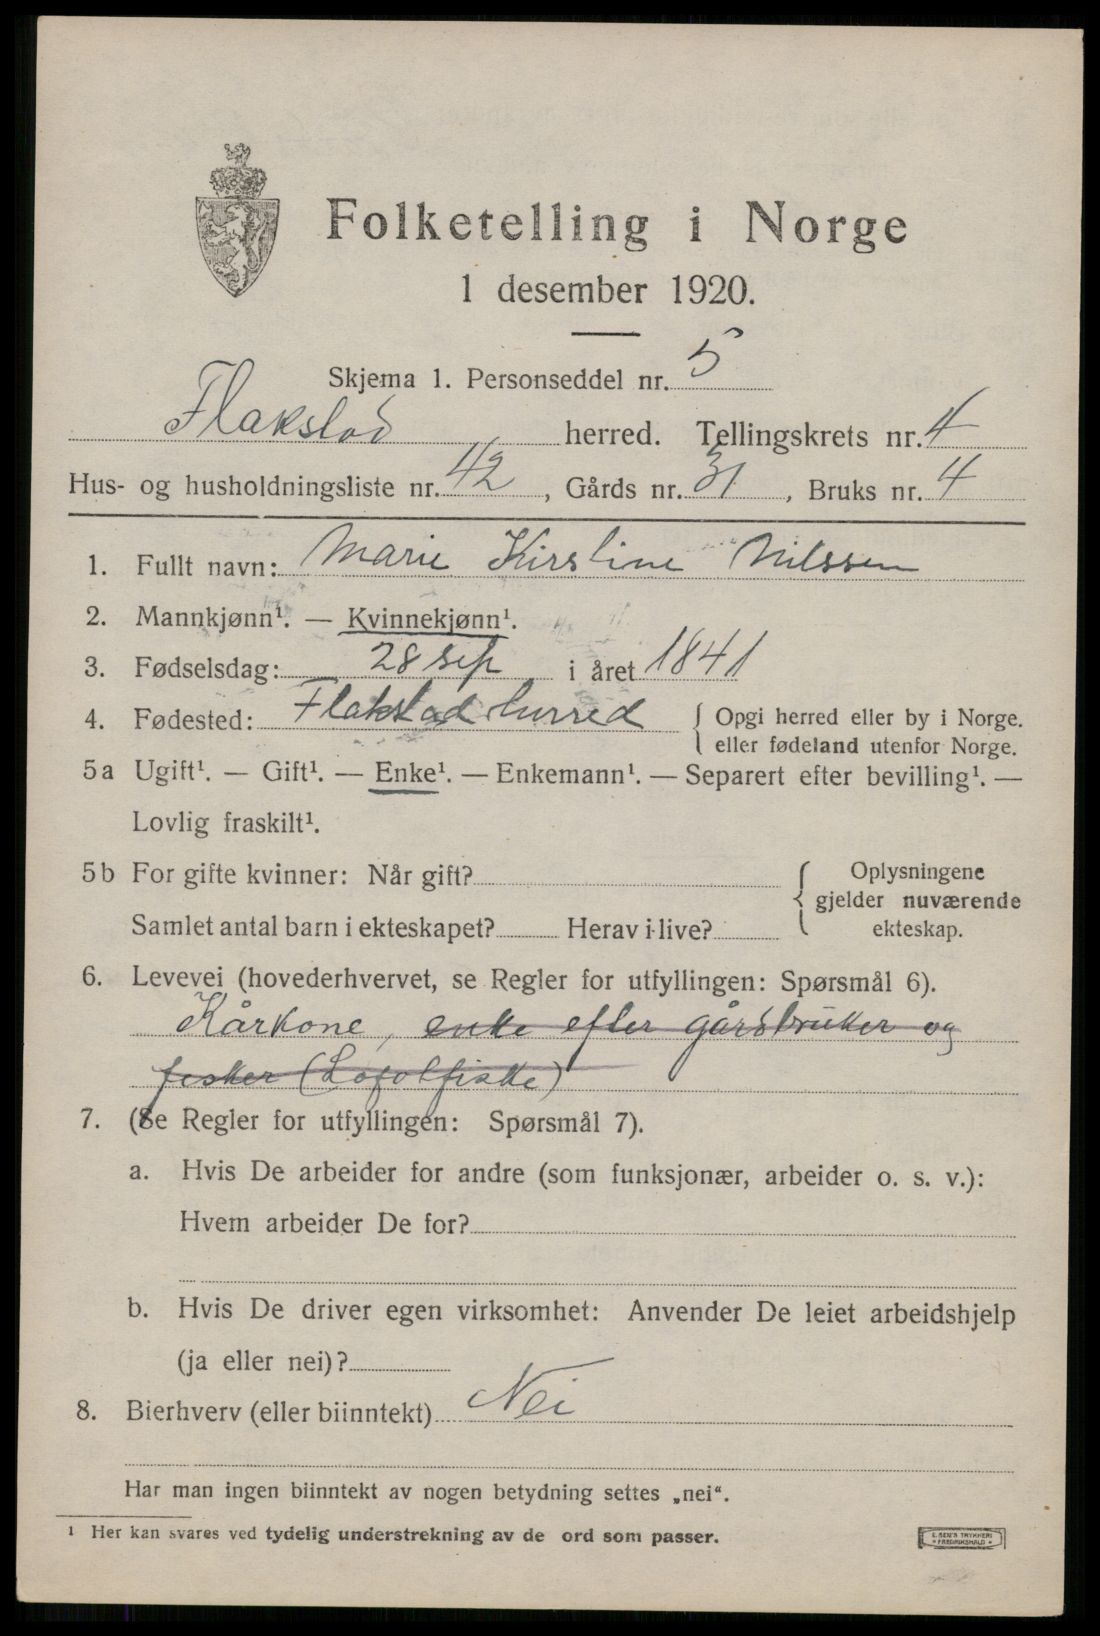 Folketelling i Norge
1 desember 1920.
Skjema 1. Personseddel nr. 5
Flakstad herred. Tellingskrets nr. 4
Hus- og husholdningsliste nr. 42, Gårds nr. 31, Bruks nr. 4
1. Fullt navn: Marie Kirstine Nilssen
2. Mannkjønn¹. — Kvinnekjønn¹.
3. Fødselsdag: 28 sep i året 1841
4. Fødested: Flakstad herred { Opgi herred eller by i Norge.
eller fødeland utenfor Norge.
5a Ugift¹. — Gift¹. — Enke¹. — Enkemann¹. — Separert efter bevilling¹. —
Lovlig fraskilt¹.
5b For gifte kvinner: Når gift? { Oplysningene
gjelder nuværende
Samlet antal barn i ekteskapet? Herav i live? ekteskap.
6. Levevei (hovederhvervet, se Regler for utfyllingen: Spørsmål 6).
Kårkone, enke efter gårdbruker og
fisker (Lofotfiske)
7. (Se Regler for utfyllingen: Spørsmål 7).
a. Hvis De arbeider for andre (som funksjonær, arbeider o. s. v.):
Hvem arbeider De for?
b. Hvis De driver egen virksomhet: Anvender De leiet arbeidshjelp
(ja eller nei)?
8. Bierhverv (eller biinntekt) Nei
Har man ingen biinntekt av nogen betydning settes „nei“.
¹ Her kan svares ved tydelig understrekning av de ord som passer.
FREDRIKSHALD